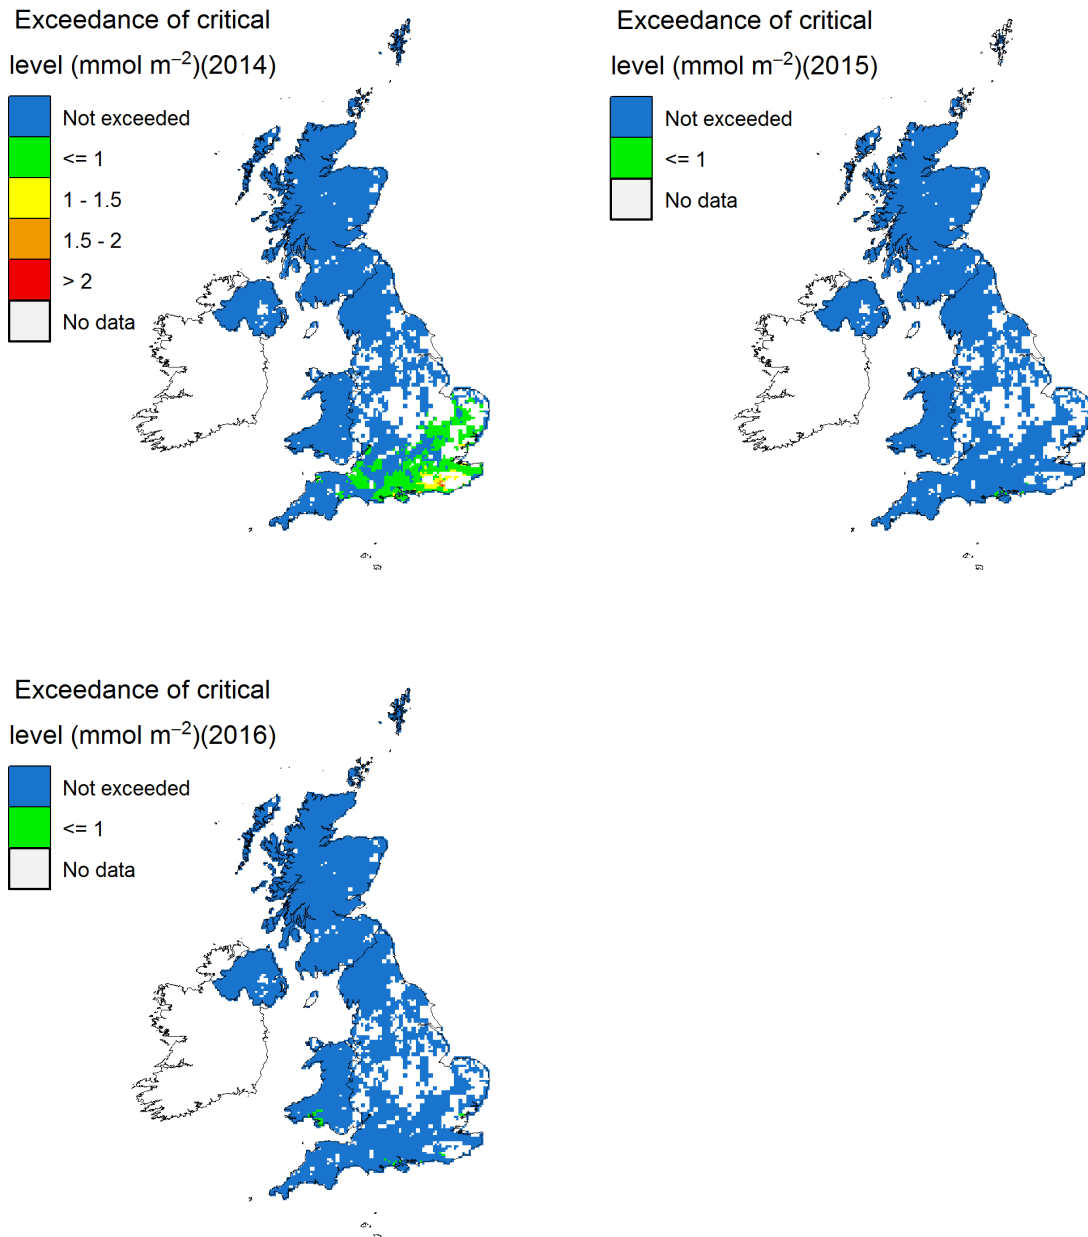 Exceedance of critical
level (mmol m⁻²)(2014)
Not exceeded
<= 1
1 - 1.5
1.5 - 2
> 2
No data
Exceedance of critical
level (mmol m⁻²)(2015)
Not exceeded
<= 1
No data
Exceedance of critical
level (mmol m⁻²)(2016)
Not exceeded
<= 1
No data